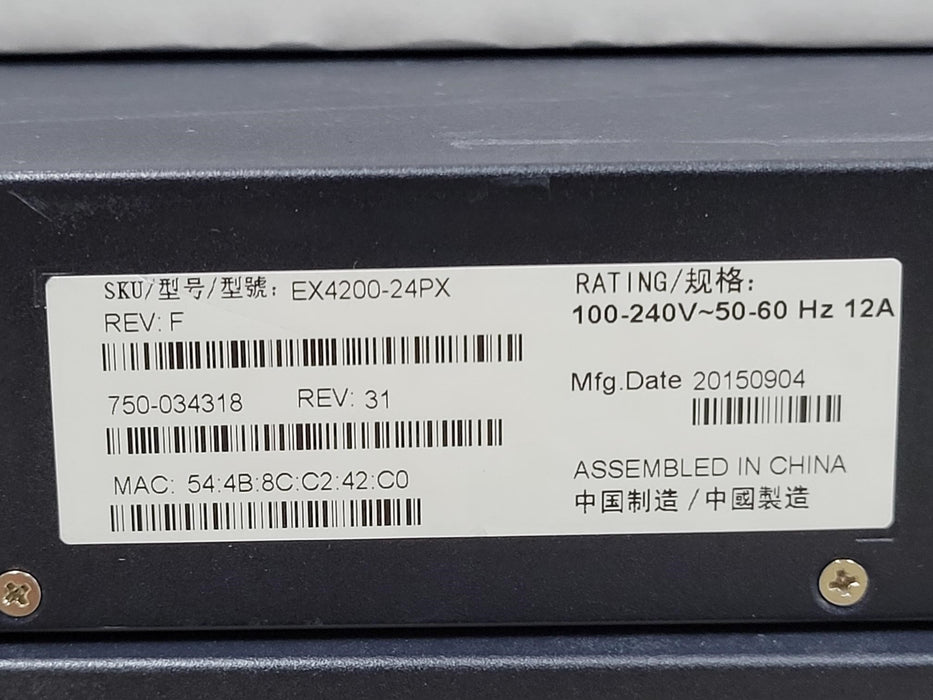 SKU/型号/型號: EX4200-24PX
REV: F
750-034318 REV: 31
MAC: 54:4B:8C:C2:42:C0
RATING/规格:
100-240V~50-60 Hz 12A
Mfg.Date 20150904
ASSEMBLED IN CHINA
中国制造 / 中國製造